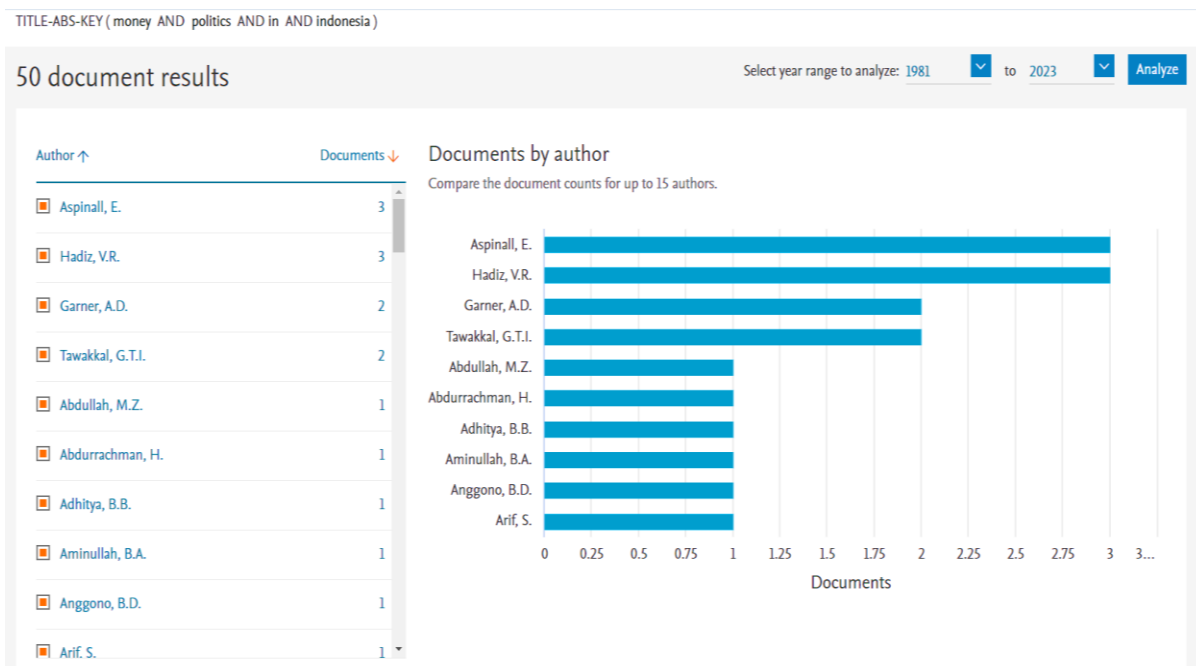 TITLE-ABS-KEY ( money AND politics AND in AND indonesia )
50 document results
Select year range to analyze: 1981 to 2023 Analyze
Author Documents
Aspinall, E. 3
Hadiz, V.R. 3
Garner, A.D. 2
Tawakkal, G.T.I. 2
Abdullah, M.Z. 1
Abdurrachman, H. 1
Adhitya, B.B. 1
Aminullah, B.A. 1
Anggono, B.D. 1
Arif, S. 1
Documents by author
Compare the document counts for up to 15 authors.
Aspinall, E.
Hadiz, V.R.
Garner, A.D.
Tawakkal, G.T.I.
Abdullah, M.Z.
Abdurrachman, H.
Adhitya, B.B.
Aminullah, B.A.
Anggono, B.D.
Arif, S.
0 0.25 0.5 0.75 1 1.25 1.5 1.75 2 2.25 2.5 2.75 3 3...
Documents